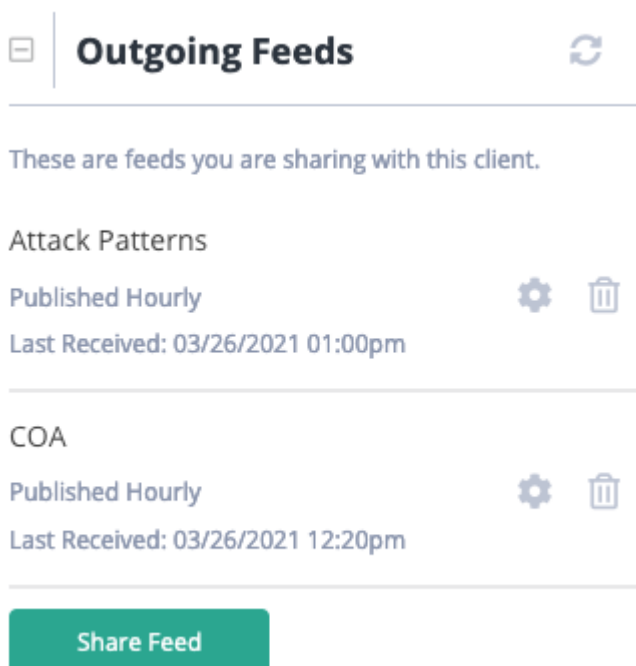 Outgoing Feeds
These are feeds you are sharing with this client.
Attack Patterns
Published Hourly
Last Received: 03/26/2021 01:00pm
COA
Published Hourly
Last Received: 03/26/2021 12:20pm
Share Feed